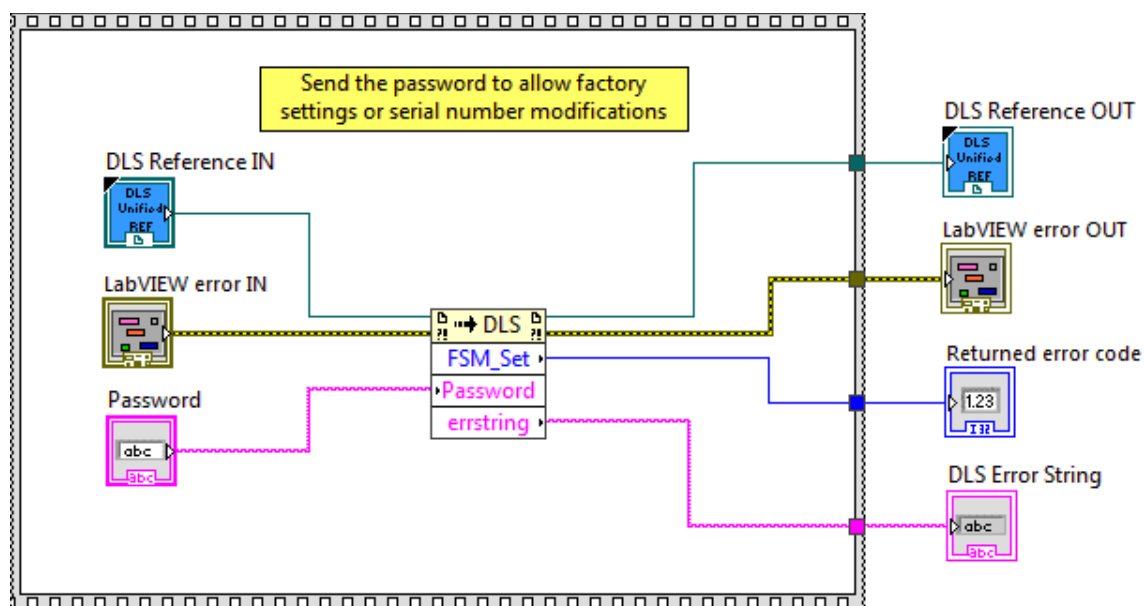 Send the password to allow factory
settings or serial number modifications
DLS Reference IN
DLS
Unified
REF
LabVIEW error IN
Password
abc
abc
DLS
FSM_Set
Password
errstring
DLS Reference OUT
DLS
Unified
REF
LabVIEW error OUT
Returned error code
1.23
I32
DLS Error String
abc
abc